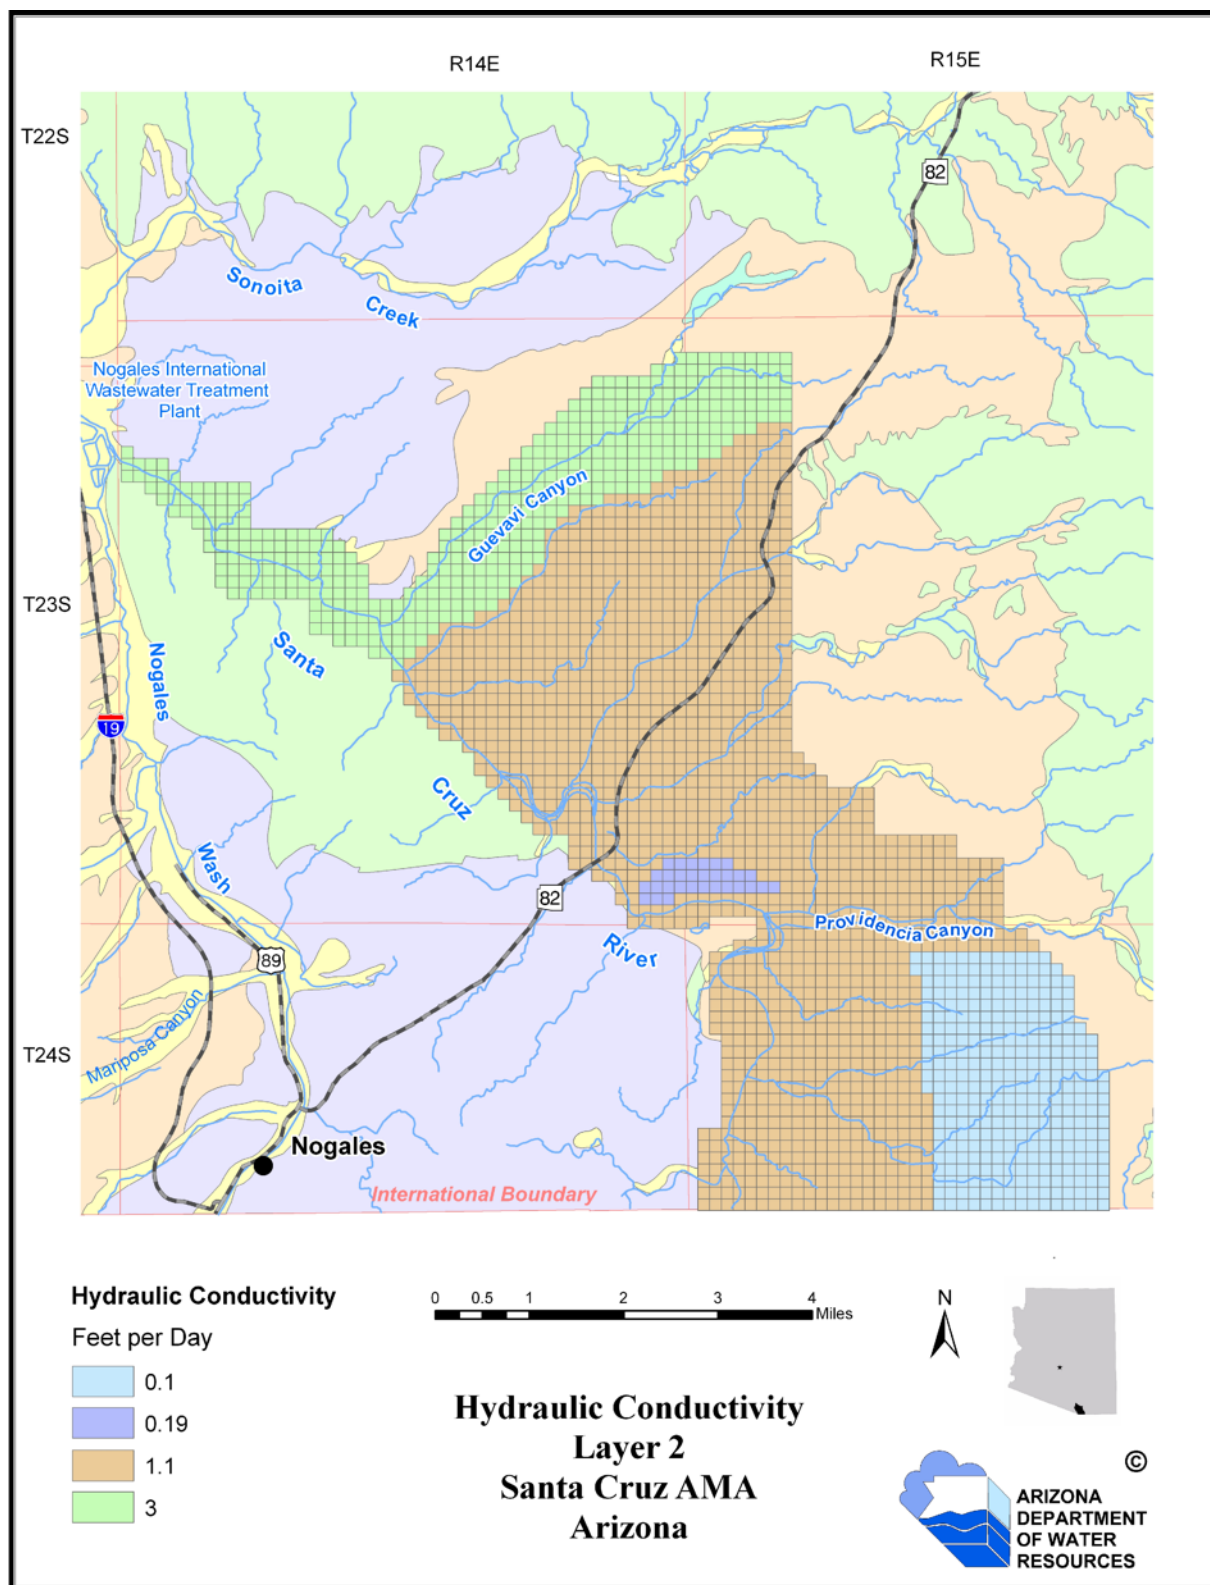 R14E
R15E
T22S
82
Sonoita
Creek
Nogales International
Wastewater Treatment
Plant
Guevavi Canyon
T23S
Santa
Nogales
19
Cruz
Wash
82
Providencia Canyon
River
89
Mariposa Canyon
T24S
Nogales
International Boundary
Hydraulic Conductivity
Feet per Day
0.1
0.19
1.1
3
0 0.5 1 2 3 4
Miles
N
Hydraulic Conductivity
Layer 2
Santa Cruz AMA
Arizona
©
ARIZONA
DEPARTMENT
OF WATER
RESOURCES